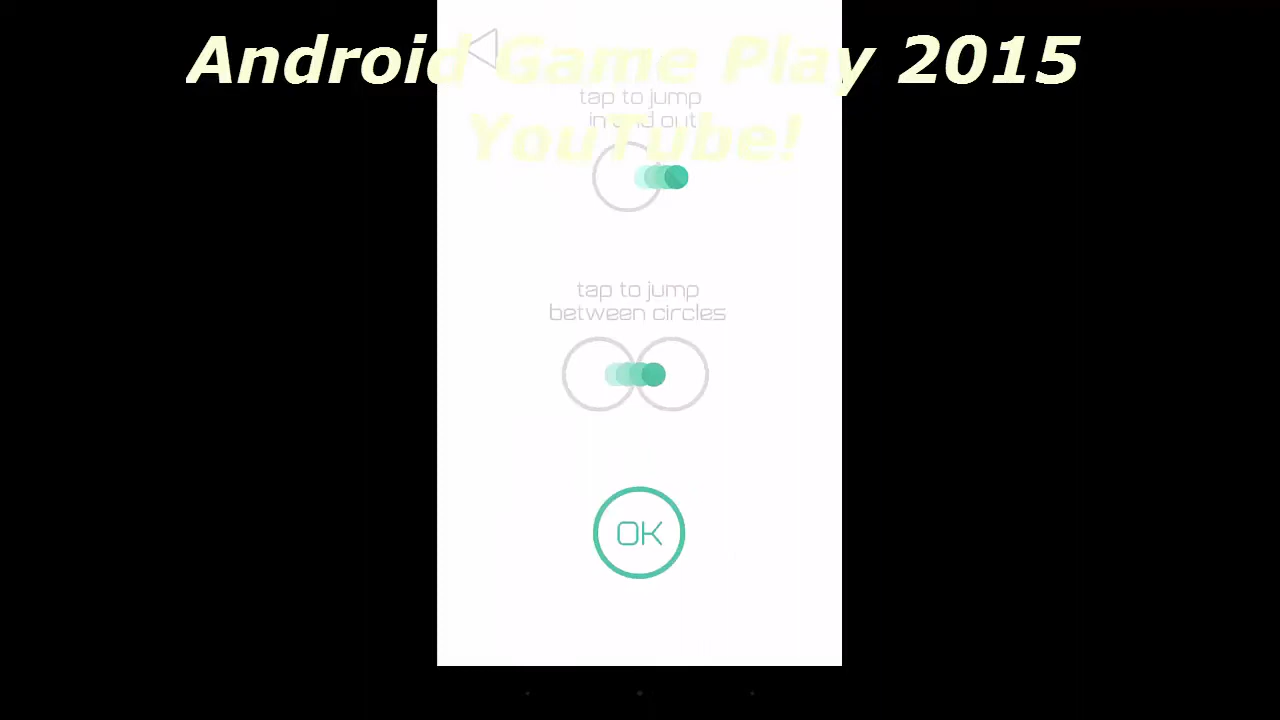 Android Game Play 2015
YouTube!
tap to jump
in and out
tap to jump
between circles
OK